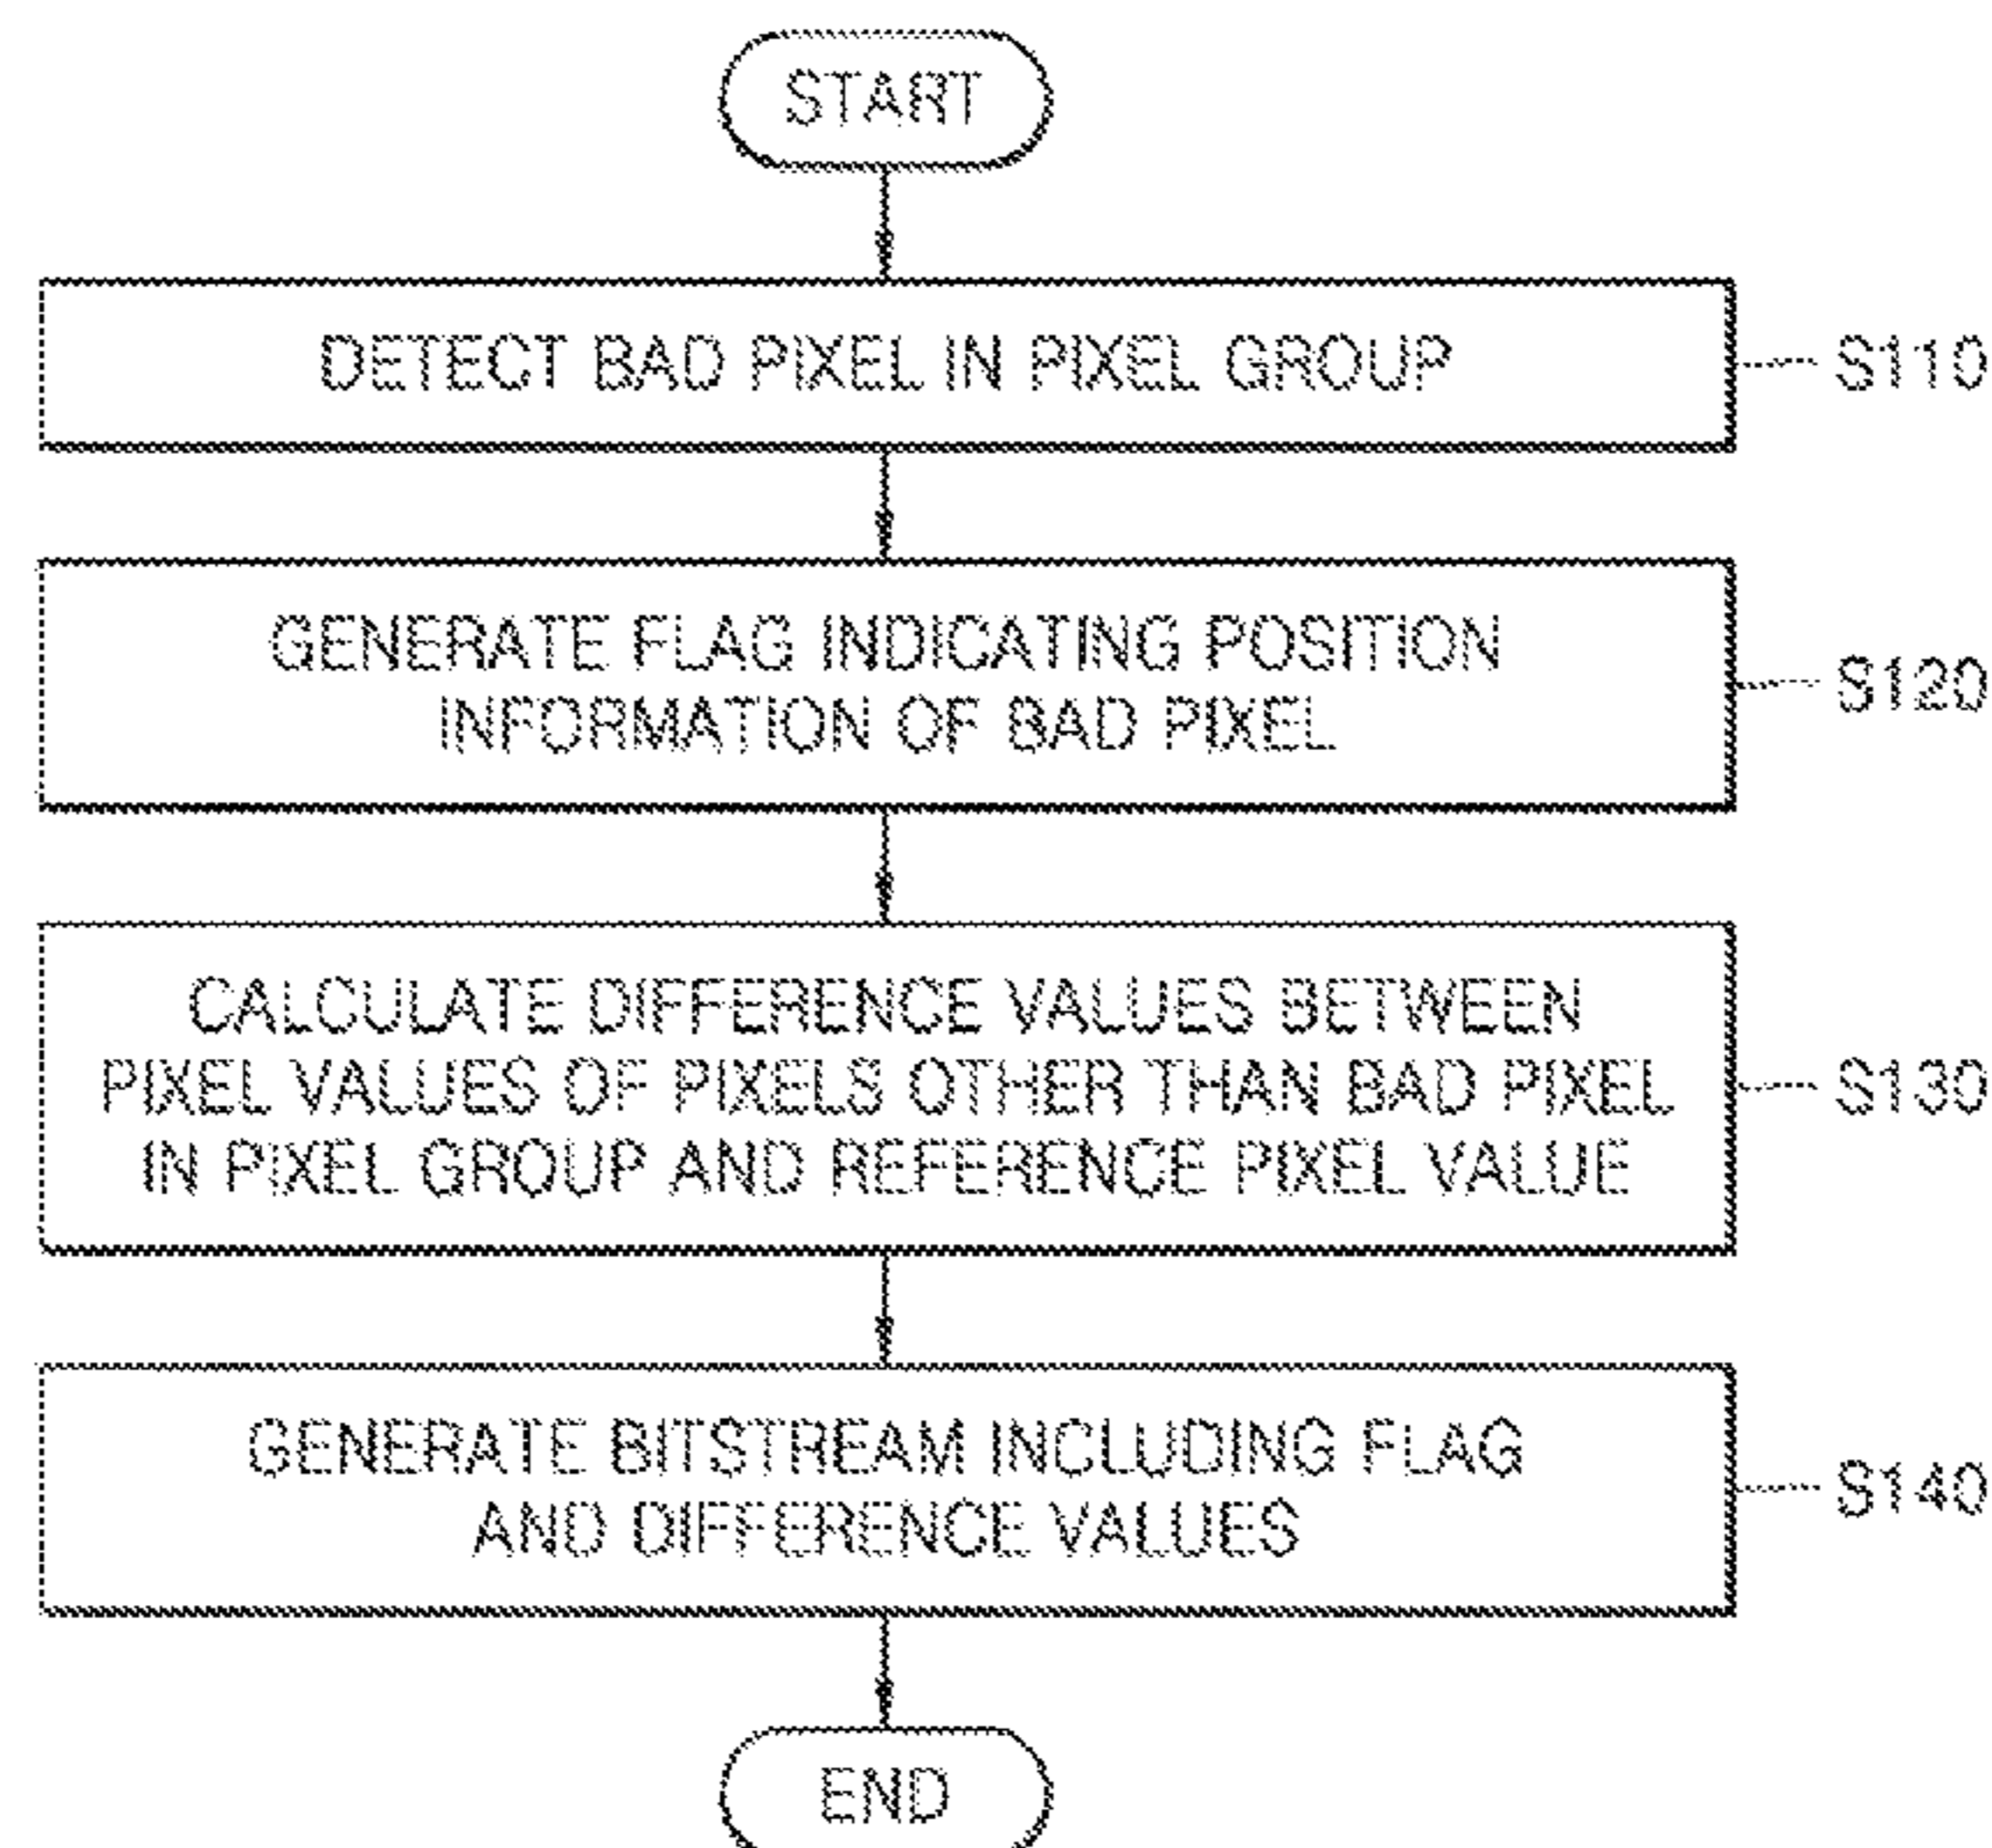 START
DETECT BAD PIXEL IN PIXEL GROUP
S110
GENERATE FLAG INDICATING POSITION
INFORMATION OF BAD PIXEL
S120
CALCULATE DIFFERENCE VALUES BETWEEN
PIXEL VALUES OF PIXELS OTHER THAN BAD PIXEL
IN PIXEL GROUP AND REFERENCE PIXEL VALUE
S130
GENERATE BITSTREAM INCLUDING FLAG
AND DIFFERENCE VALUES
S140
END